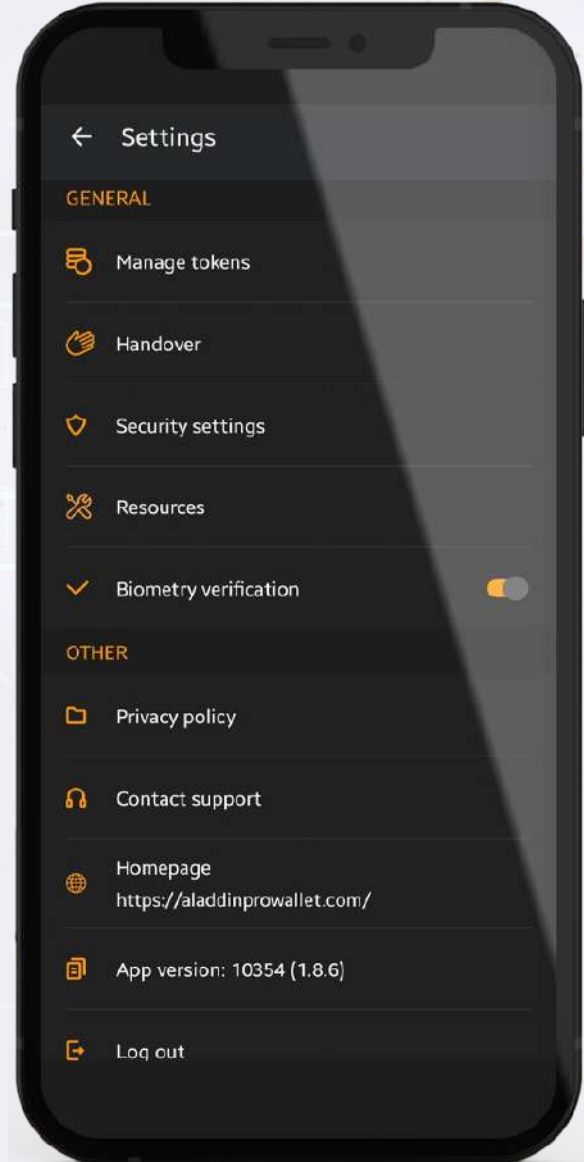 Settings
GENERAL
Manage tokens
Handover
Security settings
Resources
Biometry verification
OTHER
Privacy policy
Contact support
Homepage
https://aladdinprowallet.com/
App version: 10354 (1.8.6)
Log out